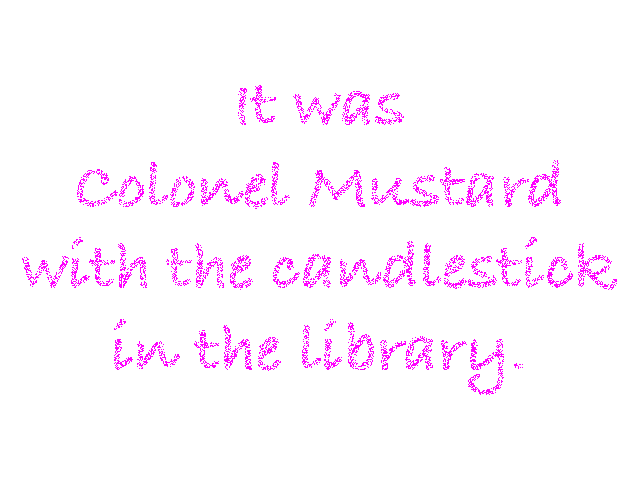 It was
Colonel Mustard
with the candlestick
in the library.